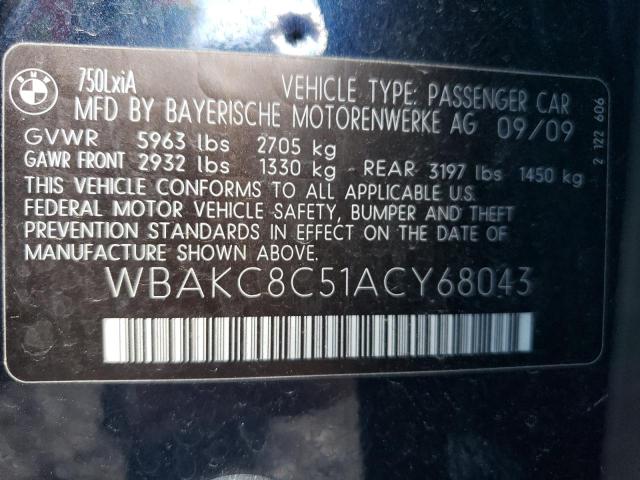 BMW
750LxiA
VEHICLE TYPE: PASSENGER CAR
MFD BY BAYERISCHE MOTORENWERKE AG 09/09
GVWR 5963 lbs 2705 kg
GAWR FRONT 2932 lbs 1330 kg - REAR 3197 lbs 1450 kg
THIS VEHICLE CONFORMS TO ALL APPLICABLE U.S.
FEDERAL MOTOR VEHICLE SAFETY, BUMPER AND THEFT
PREVENTION STANDARDS IN EFFECT ON THE DATE OF
MANUFACTURE SHOWN ABOVE.
WBAKC8C51ACY68043
2 122 606